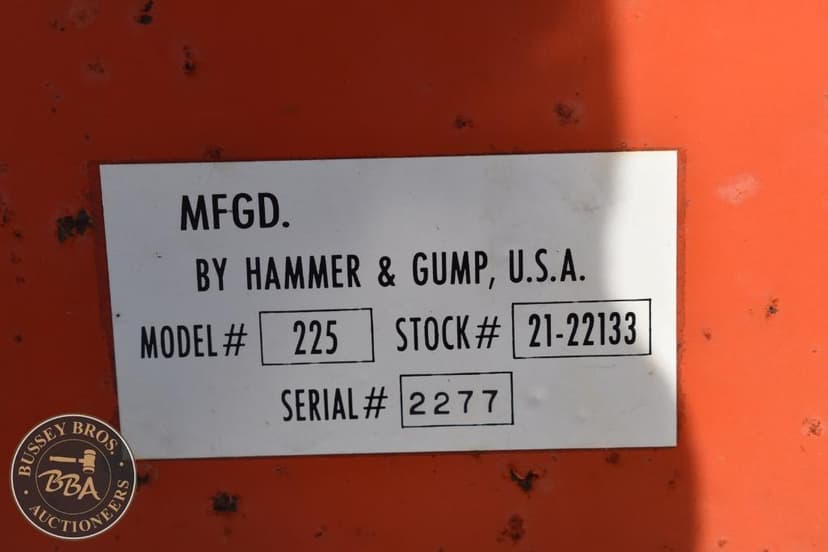 MFGD.
BY HAMMER & GUMP, U.S.A.
MODEL# 225 STOCK# 21-22133
SERIAL# 2277
BUSSEY BROS.
BBA
AUCTIONEERS